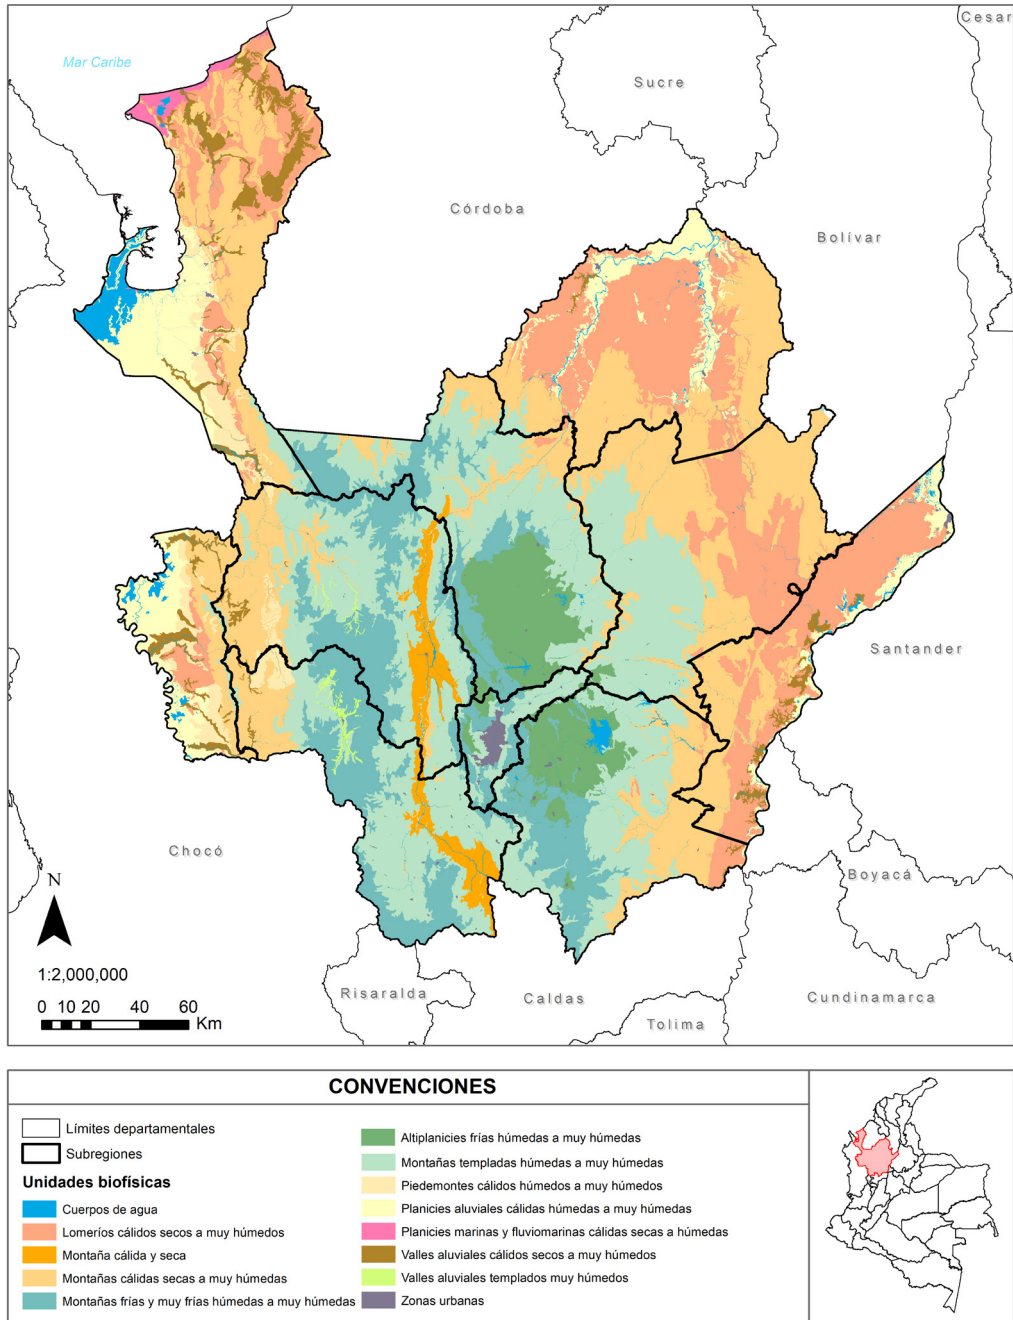 Cesar
Mar Caribe
Sucre
Córdoba
Bolívar
Santander
Chocó
Boyacá
N
1:2,000,000
Risaralda
Caldas
Cundinamarca
Tolima
0 10 20 40 60
Km
CONVENCIONES
Límites departamentales
Subregiones
Unidades biofísicas
Cuerpos de agua
Lomeríos cálidos secos a muy húmedos
Montaña cálida y seca
Montañas cálidas secas a muy húmedas
Montañas frías y muy frías húmedas a muy húmedas
Altiplanicies frías húmedas a muy húmedas
Montañas templadas húmedas a muy húmedas
Piedemontes cálidos húmedos a muy húmedos
Planicies aluviales cálidas húmedas a muy húmedas
Planicies marinas y fluviomarinas cálidas secas a húmedas
Valles aluviales cálidos secos a muy húmedos
Valles aluviales templados muy húmedos
Zonas urbanas